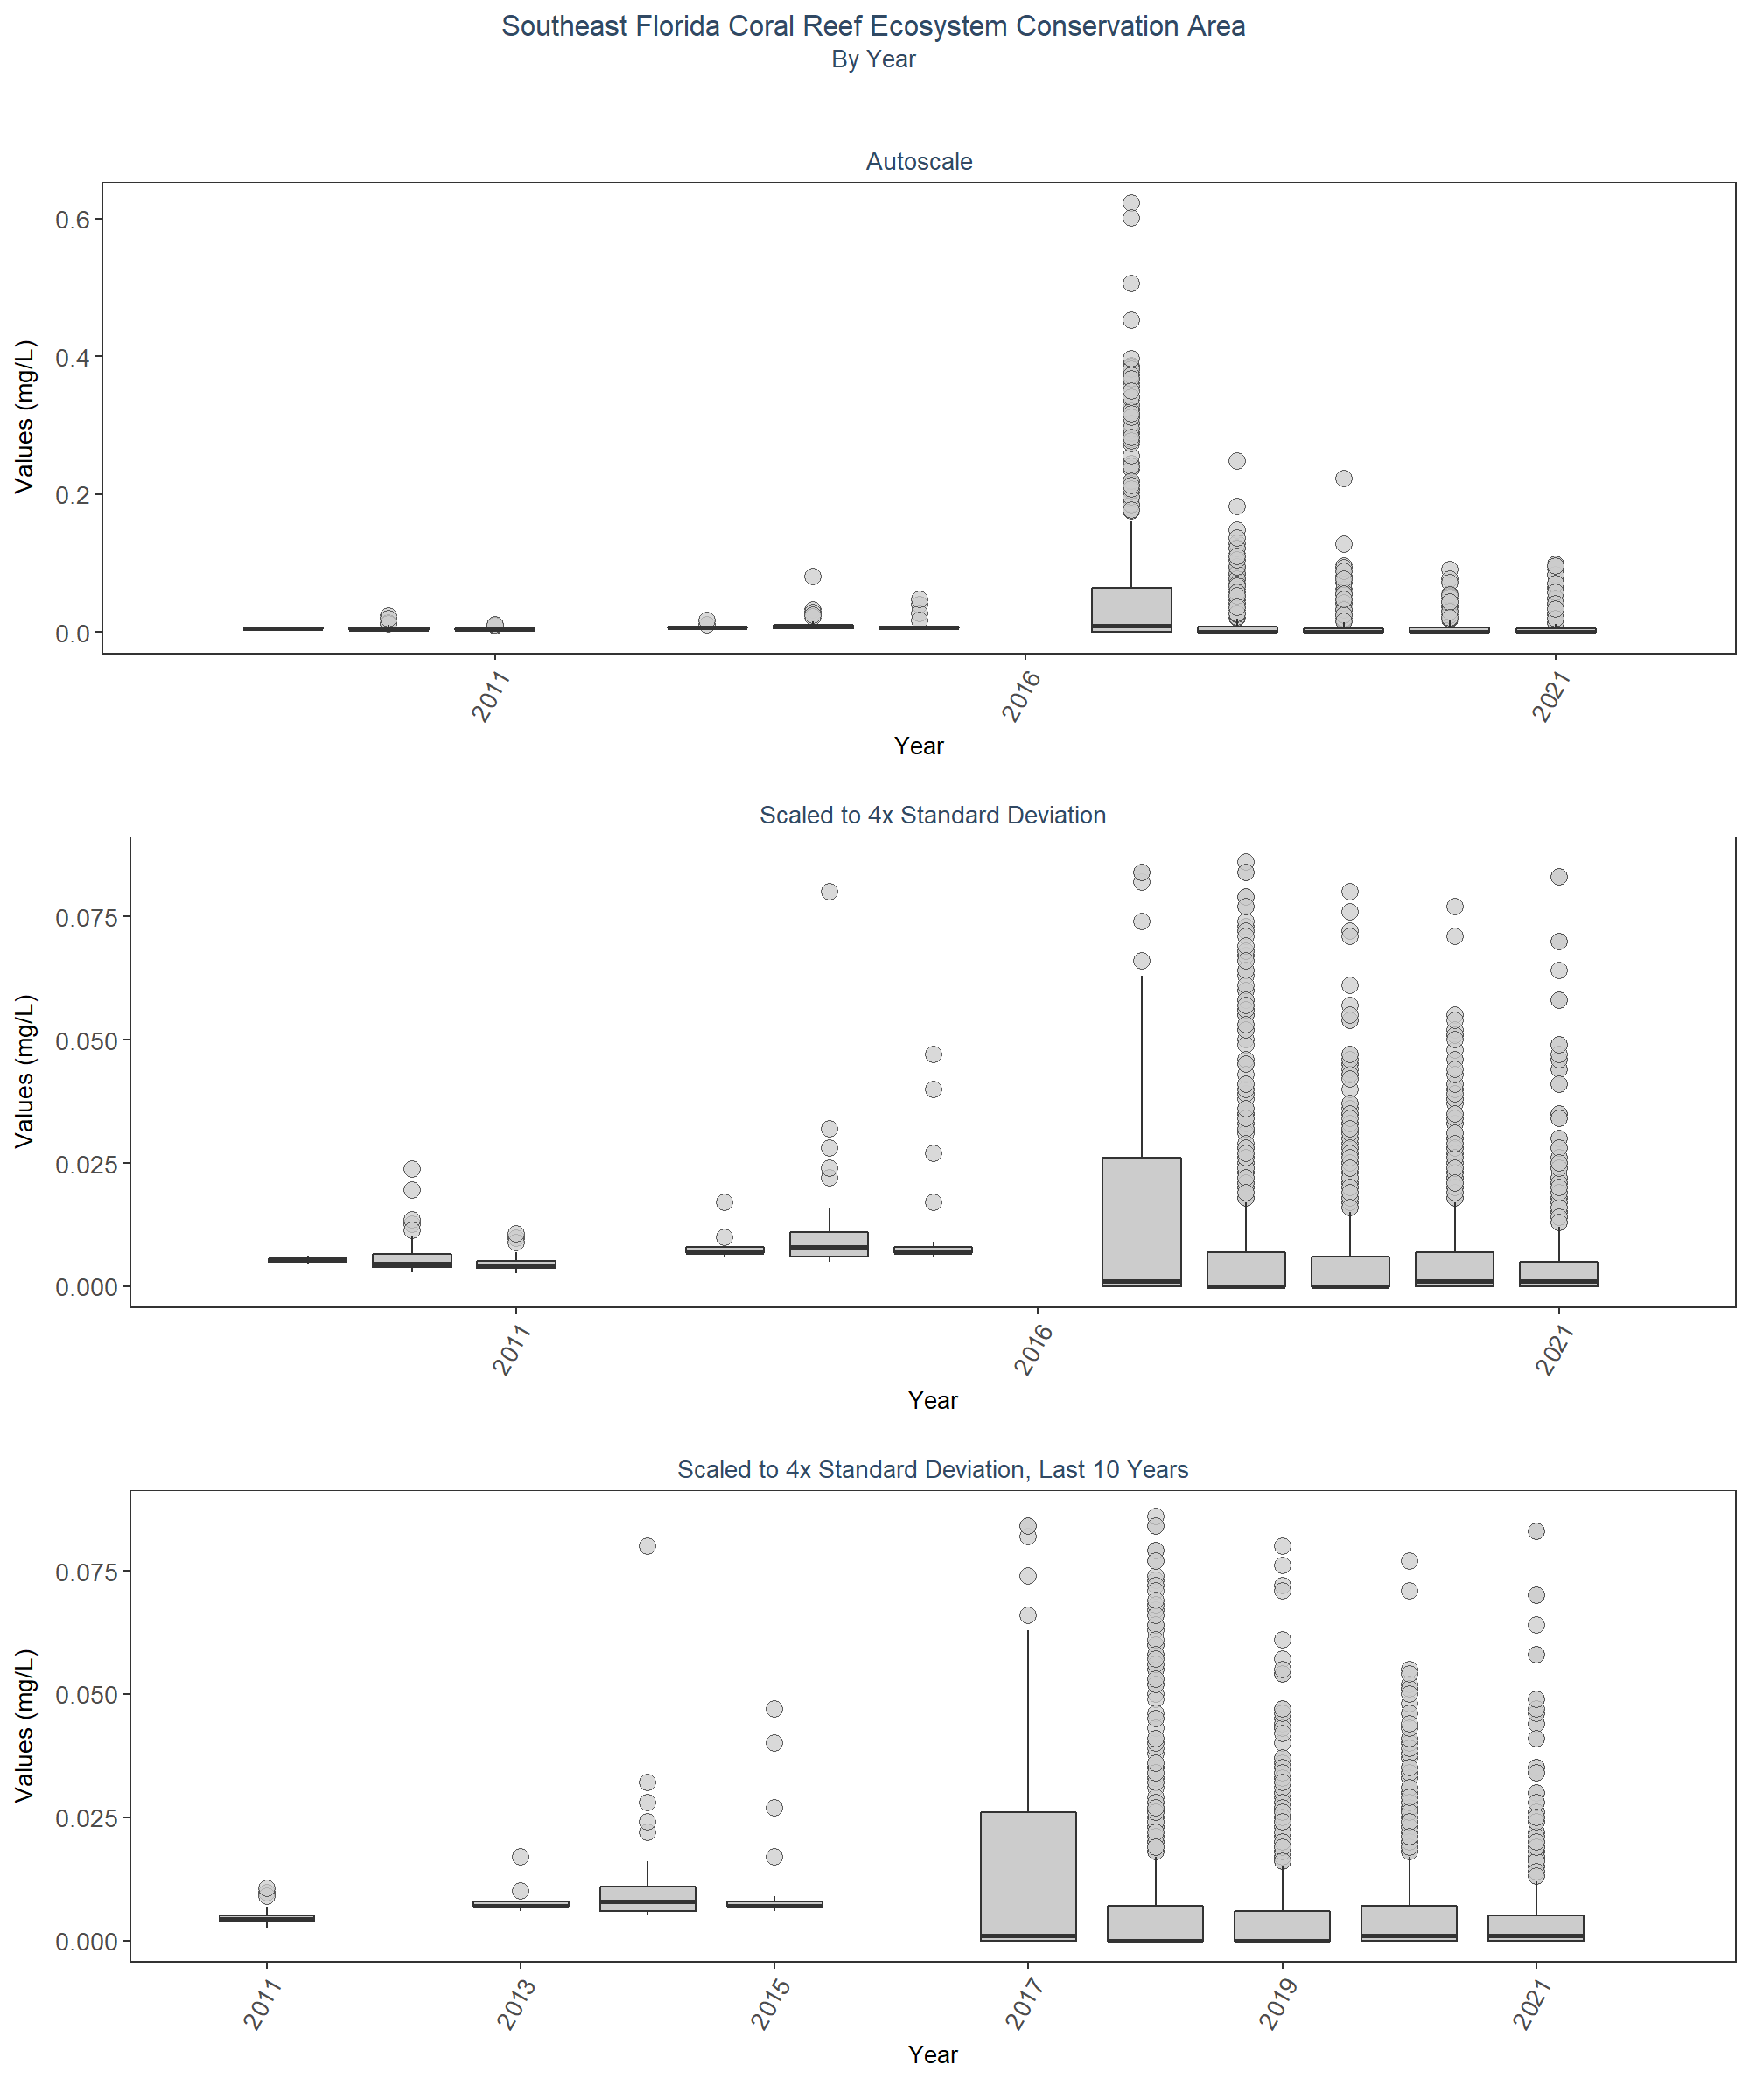 Southeast Florida Coral Reef Ecosystem Conservation Area
By Year
Autoscale
Values (mg/L)
0.6
0.4
0.2
0.0
2011
2016
2021
Year
Scaled to 4x Standard Deviation
Values (mg/L)
0.075
0.050
0.025
0.000
2011
2016
2021
Year
Scaled to 4x Standard Deviation, Last 10 Years
Values (mg/L)
0.075
0.050
0.025
0.000
2011
2013
2015
2017
2019
2021
Year